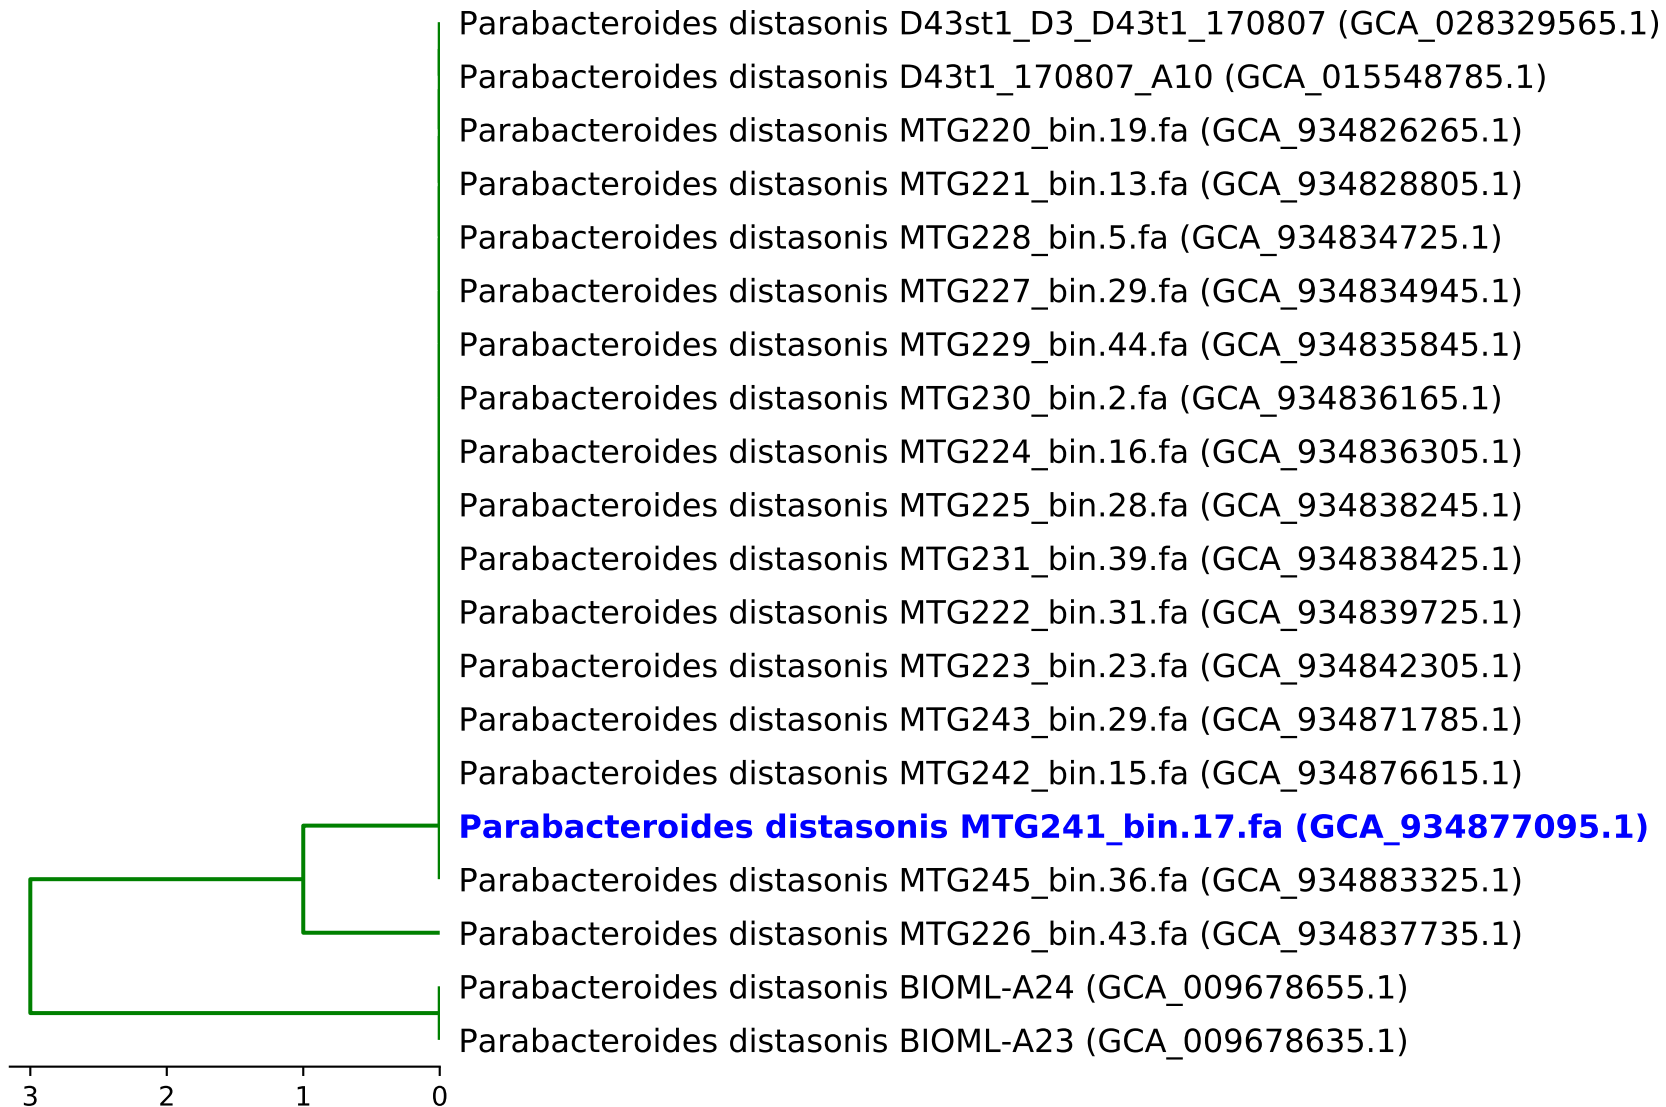 Parabacteroides distasonis D43st1_D3_D43t1_170807 (GCA_028329565.1)
Parabacteroides distasonis D43t1_170807_A10 (GCA_015548785.1)
Parabacteroides distasonis MTG220_bin.19.fa (GCA_934826265.1)
Parabacteroides distasonis MTG221_bin.13.fa (GCA_934828805.1)
Parabacteroides distasonis MTG228_bin.5.fa (GCA_934834725.1)
Parabacteroides distasonis MTG227_bin.29.fa (GCA_934834945.1)
Parabacteroides distasonis MTG229_bin.44.fa (GCA_934835845.1)
Parabacteroides distasonis MTG230_bin.2.fa (GCA_934836165.1)
Parabacteroides distasonis MTG224_bin.16.fa (GCA_934836305.1)
Parabacteroides distasonis MTG225_bin.28.fa (GCA_934838245.1)
Parabacteroides distasonis MTG231_bin.39.fa (GCA_934838425.1)
Parabacteroides distasonis MTG222_bin.31.fa (GCA_934839725.1)
Parabacteroides distasonis MTG223_bin.23.fa (GCA_934842305.1)
Parabacteroides distasonis MTG243_bin.29.fa (GCA_934871785.1)
Parabacteroides distasonis MTG242_bin.15.fa (GCA_934876615.1)
Parabacteroides distasonis MTG241_bin.17.fa (GCA_934877095.1)
Parabacteroides distasonis MTG245_bin.36.fa (GCA_934883325.1)
Parabacteroides distasonis MTG226_bin.43.fa (GCA_934837735.1)
Parabacteroides distasonis BIOML-A24 (GCA_009678655.1)
Parabacteroides distasonis BIOML-A23 (GCA_009678635.1)
3 2 1 0